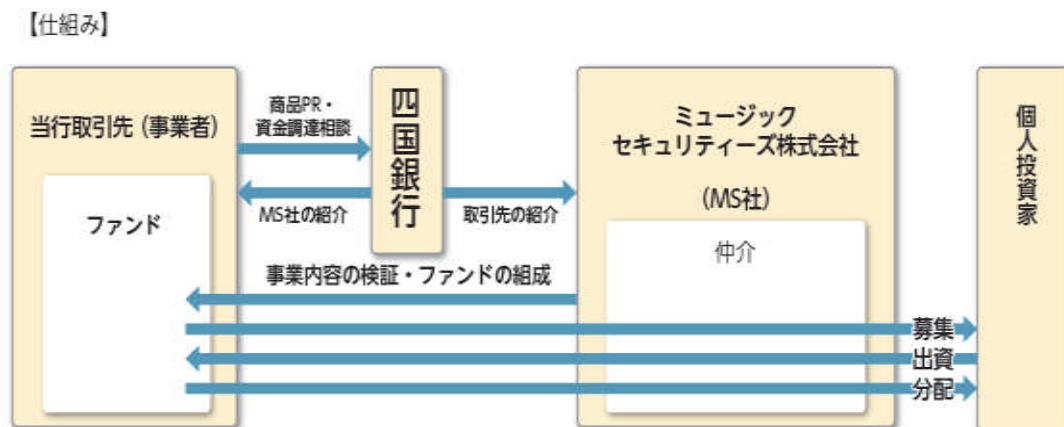 【仕組み】
当行取引先（事業者）
ファンド
商品PR・
資金調達相談
MS社の紹介
四国銀行
取引先の紹介
ミュージック
セキュリティーズ株式会社
（MS社）
仲介
個人投資家
事業内容の検証・ファンドの組成
募集
出資
分配